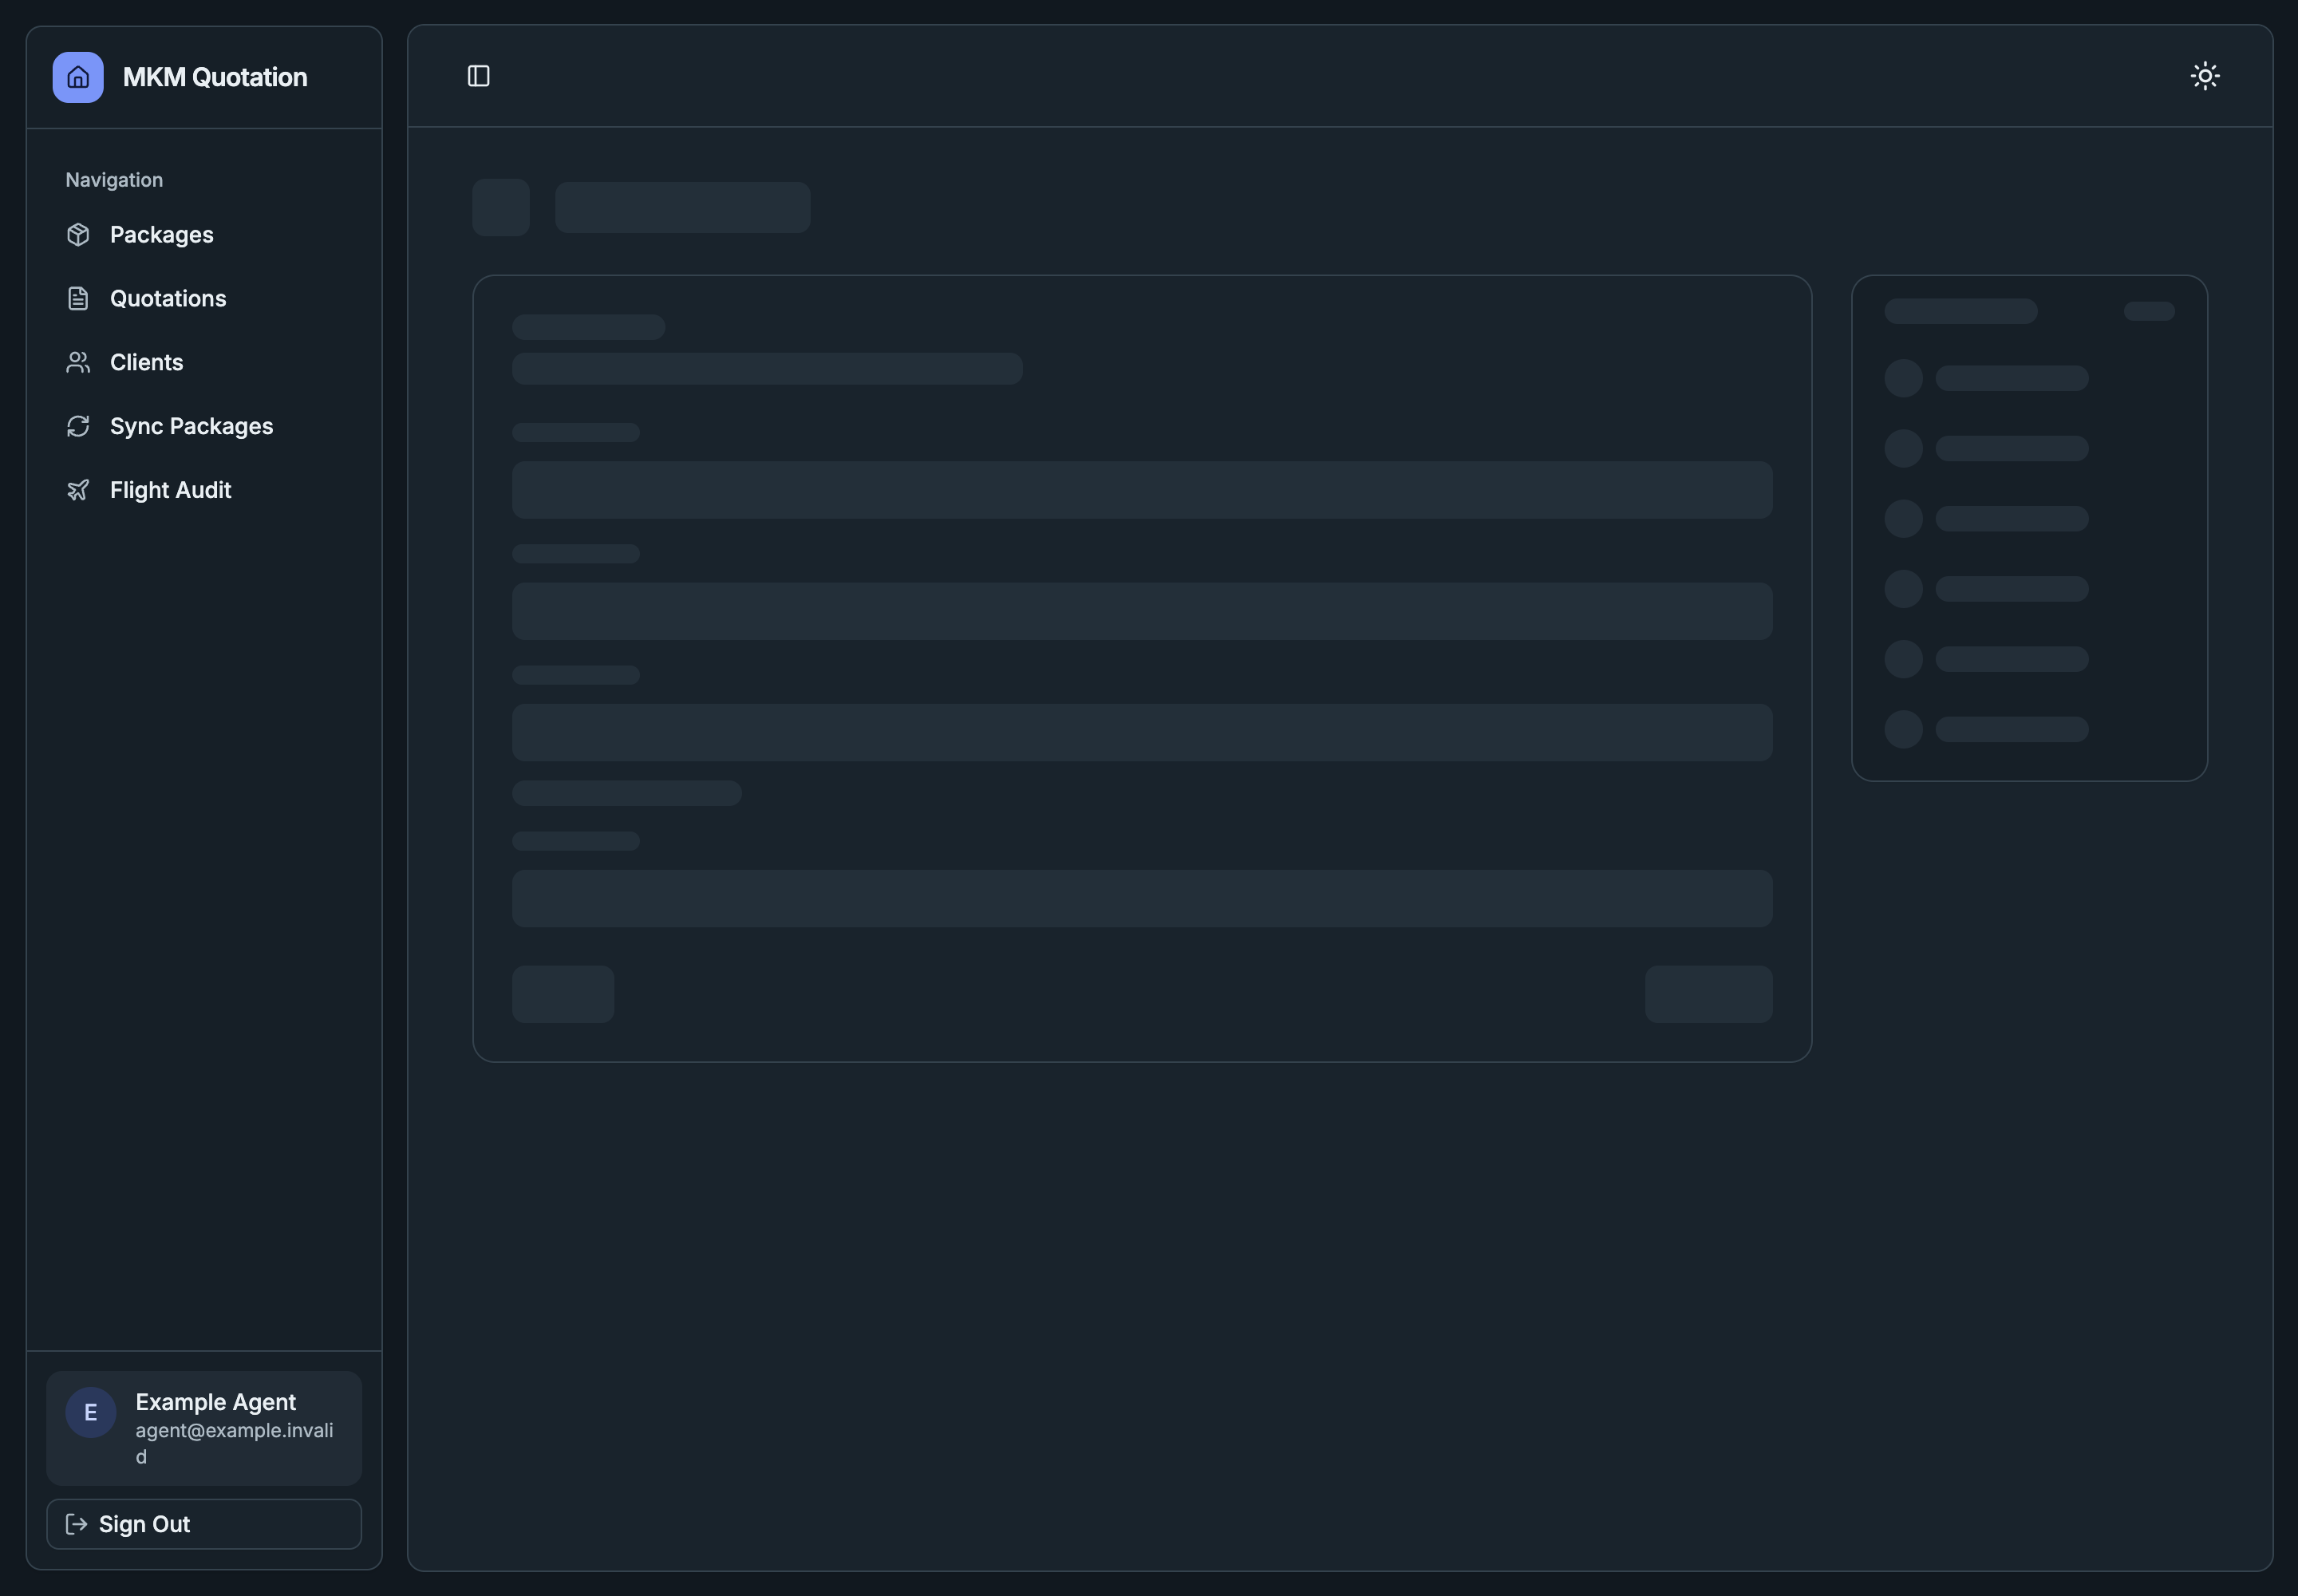 MKM Quotation
Navigation
Packages
Quotations
Clients
Sync Packages
Flight Audit
E
Example Agent
agent@example.invali
d
Sign Out